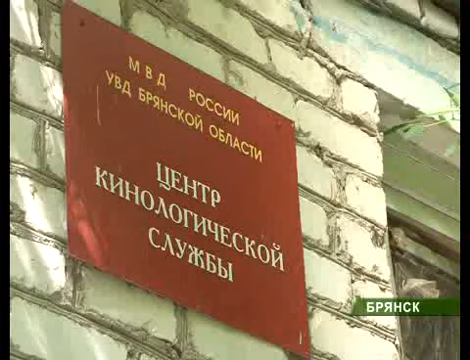 МВД РОССИИ
УВД БРЯНСКОЙ ОБЛАСТИ
ЦЕНТР
КИНОЛОГИЧЕСКОЙ
СЛУЖБЫ
БРЯНСК